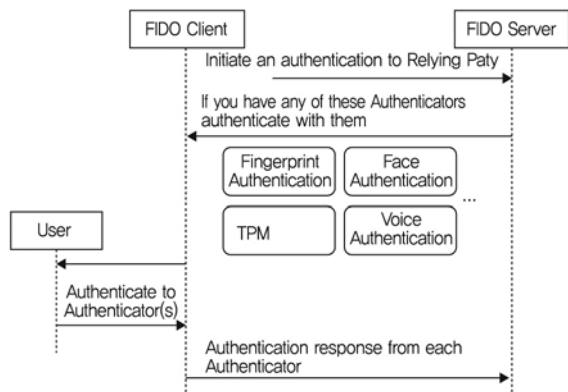 FIDO Client
FIDO Server
Initiate an authentication to Relying Paty
If you have any of these Authenticators
authenticate with them
Fingerprint
Authentication
Face
Authentication
...
TPM
Voice
Authentication
User
Authenticate to
Authenticator(s)
Authentication response from each
Authenticator